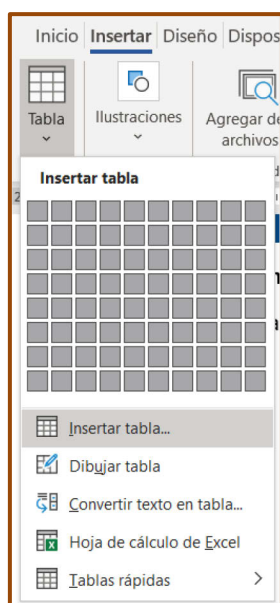 Inicio Insertar Diseño Dispos
Tabla
Ilustraciones
Agregar de
archivos
Insertar tabla
Insertar tabla...
Dibujar tabla
Convertir texto en tabla...
Hoja de cálculo de Excel
Tablas rápidas